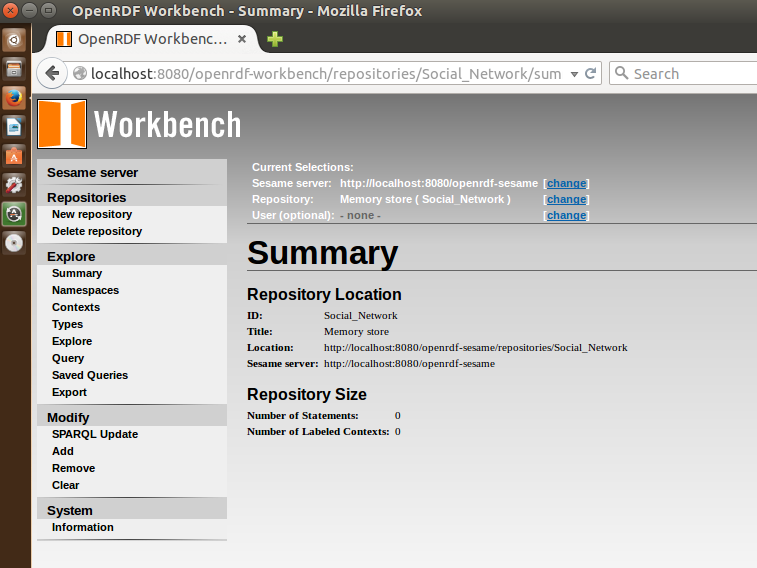 OpenRDF Workbench - Summary - Mozilla Firefox
OpenRDF Workbenc...
localhost:8080/openrdf-workbench/repositories/Social_Network/sum
Search
Workbench
Sesame server
Repositories
New repository
Delete repository
Explore
Summary
Namespaces
Contexts
Types
Explore
Query
Saved Queries
Export
Modify
SPARQL Update
Add
Remove
Clear
System
Information
Current Selections:
Sesame server: http://localhost:8080/openrdf-sesame [change]
Repository: Memory store ( Social_Network ) [change]
User (optional): - none - [change]
Summary
Repository Location
ID: Social_Network
Title: Memory store
Location: http://localhost:8080/openrdf-sesame/repositories/Social_Network
Sesame server: http://localhost:8080/openrdf-sesame
Repository Size
Number of Statements: 0
Number of Labeled Contexts: 0